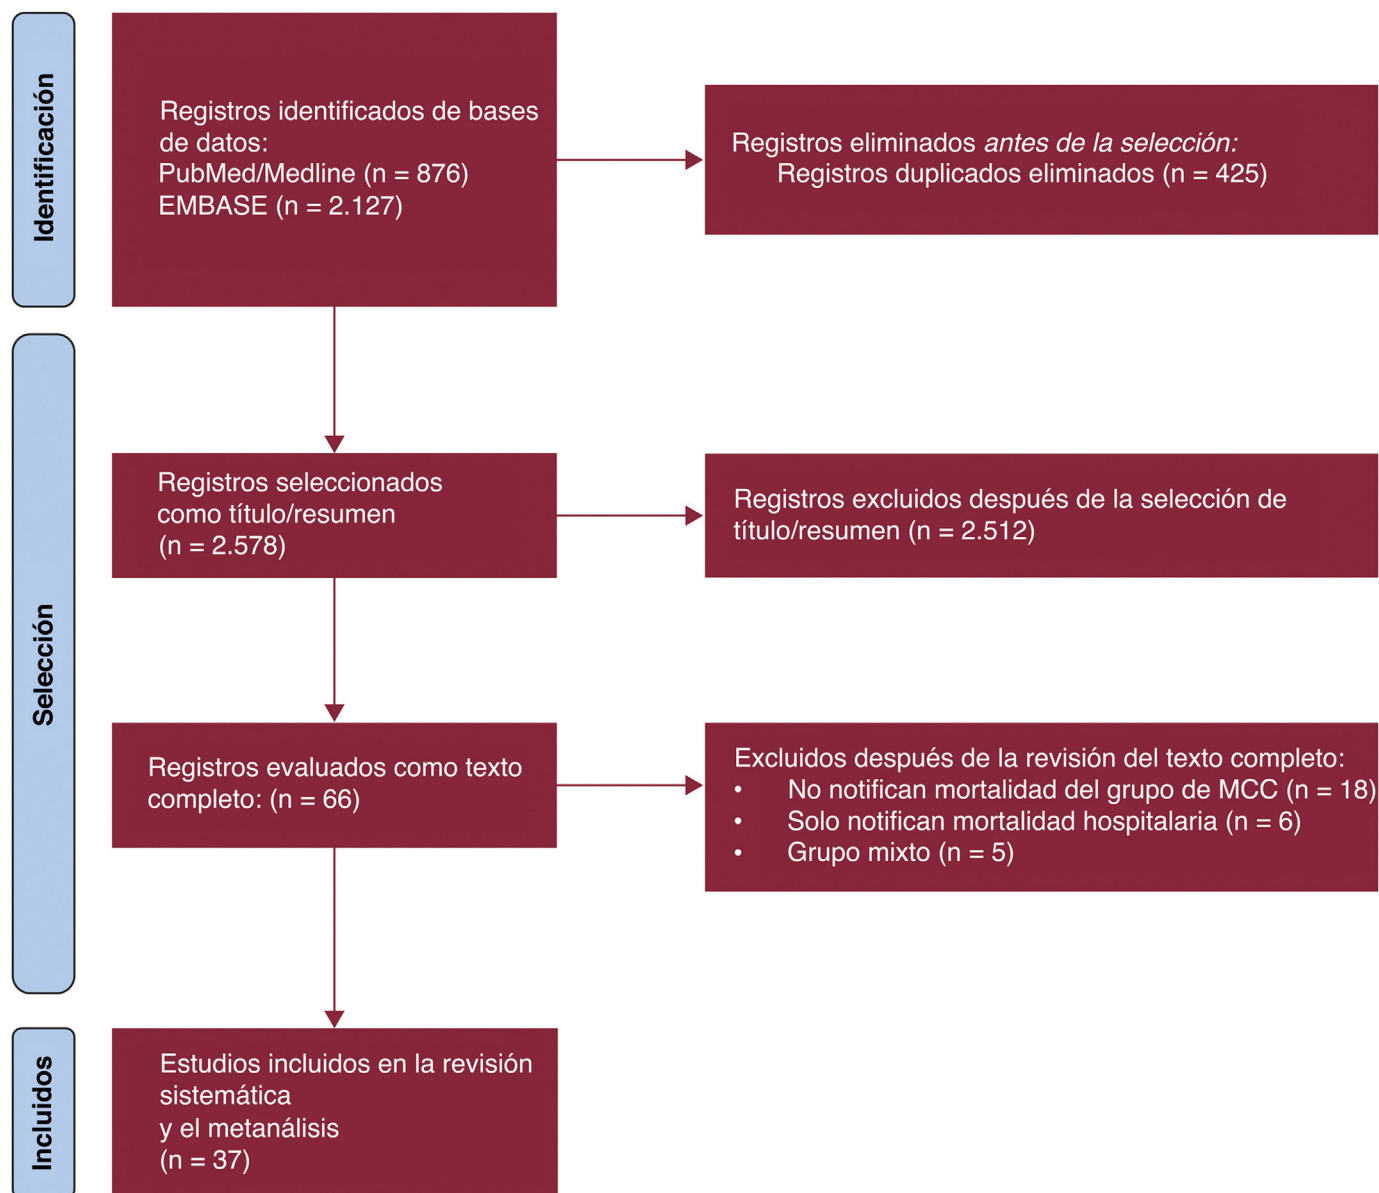 Identificación
Registros identificados de bases
de datos:
PubMed/Medline (n = 876)
EMBASE (n = 2.127)
Registros eliminados antes de la selección:
Registros duplicados eliminados (n = 425)
Selección
Registros seleccionados
como título/resumen
(n = 2.578)
Registros excluidos después de la selección de
título/resumen (n = 2.512)
Registros evaluados como texto
completo: (n = 66)
Excluidos después de la revisión del texto completo:
• No notifican mortalidad del grupo de MCC (n = 18)
• Solo notifican mortalidad hospitalaria (n = 6)
• Grupo mixto (n = 5)
Incluidos
Estudios incluidos en la revisión
sistemática
y el metanálisis
(n = 37)